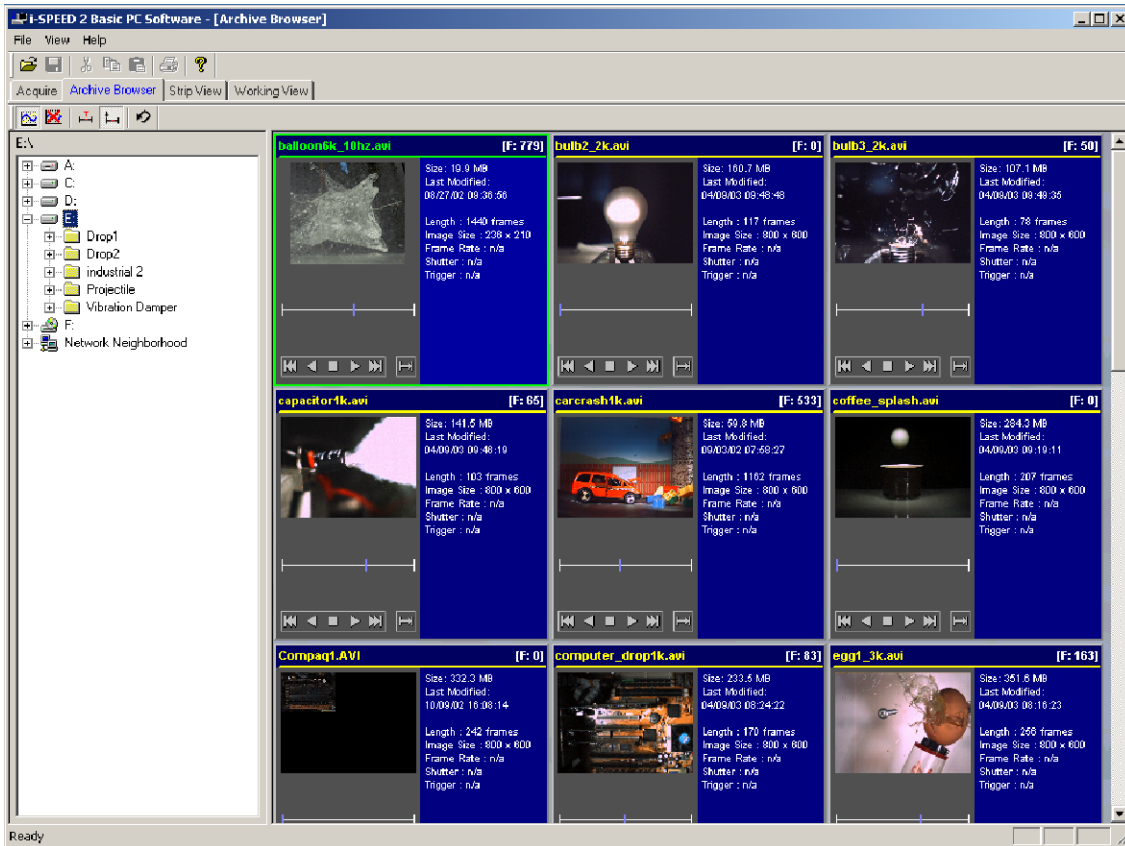 i-SPEED 2 Basic PC Software - [Archive Browser]
File View Help
Acquire Archive Browser Strip View Working View
E:\
A:
C:
D:
E:
Drop1
Drop2
industrial 2
Projectile
Vibration Damper
F:
Network Neighborhood
balloon6k_10hz.avi [F: 779]
Size: 19.9 MB
Last Modified:
08/27/02 09:36:56
Length : 1440 frames
Image Size : 236 x 210
Frame Rate : n/a
Shutter : n/a
Trigger : n/a
bulb2_2k.avi [F: 0]
Size: 160.7 MB
Last Modified:
04/09/03 09:48:48
Length : 117 frames
Image Size : 800 x 600
Frame Rate : n/a
Shutter : n/a
Trigger : n/a
bulb3_2k.avi [F: 50]
Size: 107.1 MB
Last Modified:
04/09/03 09:49:35
Length : 78 frames
Image Size : 800 x 600
Frame Rate : n/a
Shutter : n/a
Trigger : n/a
capacitor1k.avi [F: 65]
Size: 141.5 MB
Last Modified:
04/09/03 09:46:19
Length : 103 frames
Image Size : 800 x 600
Frame Rate : n/a
Shutter : n/a
Trigger : n/a
carcrash1k.avi [F: 533]
Size: 59.8 MB
Last Modified:
09/03/02 07:58:27
Length : 1162 frames
Image Size : 800 x 600
Frame Rate : n/a
Shutter : n/a
Trigger : n/a
coffee_splash.avi [F: 0]
Size: 284.3 MB
Last Modified:
04/09/03 09:19:11
Length : 207 frames
Image Size : 800 x 600
Frame Rate : n/a
Shutter : n/a
Trigger : n/a
Compaq1.AVI [F: 0]
Size: 332.3 MB
Last Modified:
10/09/02 16:08:14
Length : 242 frames
Image Size : 800 x 600
Frame Rate : n/a
Shutter : n/a
Trigger : n/a
computer_drop1k.avi [F: 83]
Size: 233.5 MB
Last Modified:
04/09/03 08:24:22
Length : 170 frames
Image Size : 800 x 600
Frame Rate : n/a
Shutter : n/a
Trigger : n/a
egg1_3k.avi [F: 163]
Size: 351.6 MB
Last Modified:
04/09/03 08:16:23
Length : 256 frames
Image Size : 800 x 600
Frame Rate : n/a
Shutter : n/a
Trigger : n/a
Ready